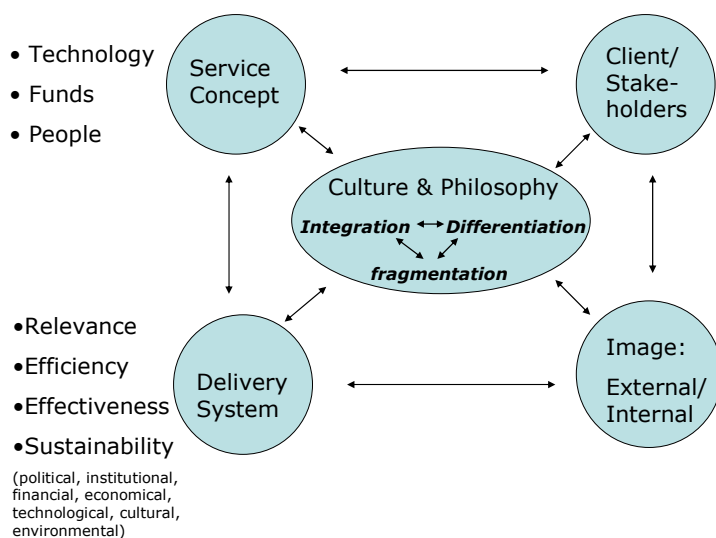 • Technology
• Funds
• People
Service
Concept
Client/
Stake-
holders
Culture & Philosophy
Integration
Differentiation
fragmentation
•Relevance
•Efficiency
•Effectiveness
•Sustainability
(political, institutional,
financial, economical,
technological, cultural,
environmental)
Delivery
System
Image:
External/
Internal